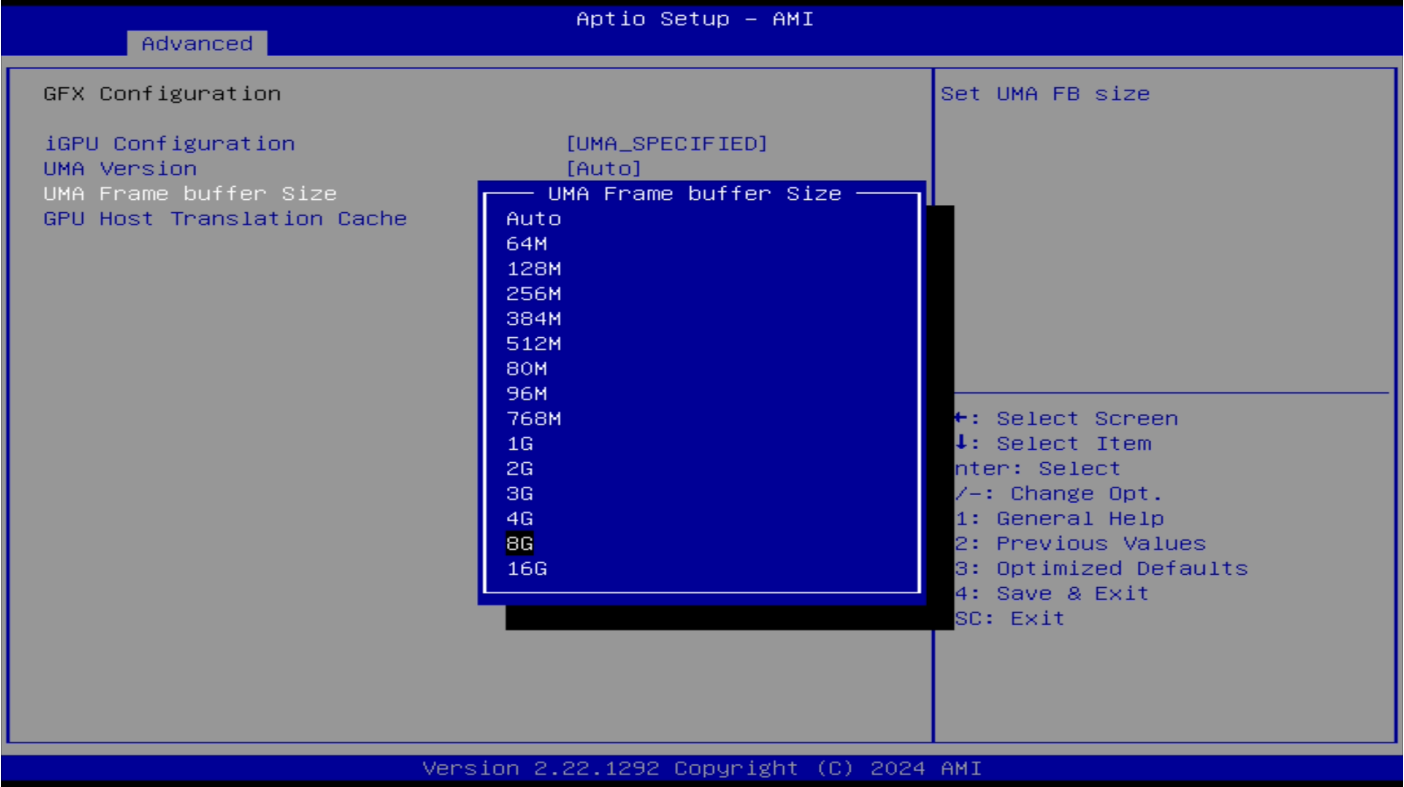 Aptio Setup – AMI
Advanced
GFX Configuration
iGPU Configuration [UMA_SPECIFIED]
UMA Version [Auto]
UMA Frame buffer Size
GPU Host Translation Cache
UMA Frame buffer Size
Auto
64M
128M
256M
384M
512M
80M
96M
768M
1G
2G
3G
4G
8G
16G
Set UMA FB size
←: Select Screen
↓: Select Item
nter: Select
/-: Change Opt.
1: General Help
2: Previous Values
3: Optimized Defaults
4: Save & Exit
SC: Exit
Version 2.22.1292 Copyright (C) 2024 AMI